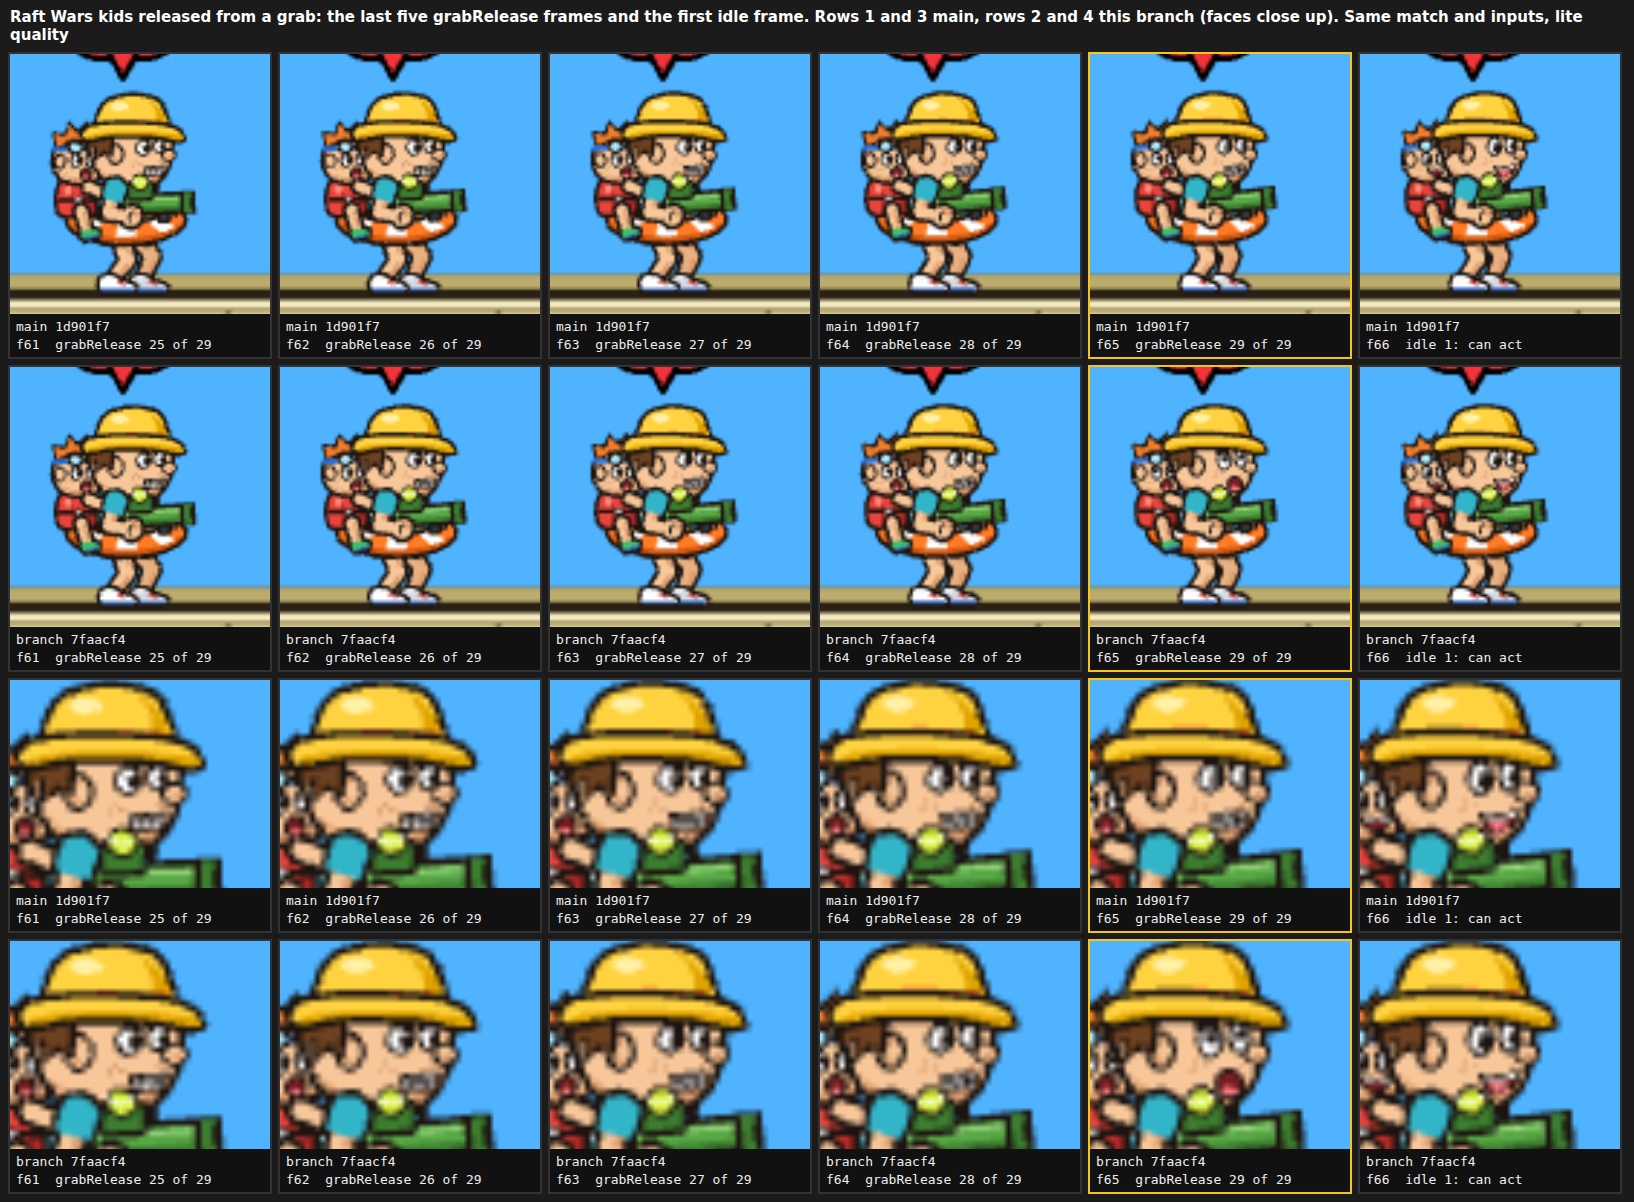 Raft Wars kids released from a grab: the last five grabRelease frames and the first idle frame. Rows 1 and 3 main, rows 2 and 4 this branch (faces close up). Same match and inputs, lite
quality
main 1d901f7
f61  grabRelease 25 of 29
main 1d901f7
f62  grabRelease 26 of 29
main 1d901f7
f63  grabRelease 27 of 29
main 1d901f7
f64  grabRelease 28 of 29
main 1d901f7
f65  grabRelease 29 of 29
main 1d901f7
f66  idle 1: can act
branch 7faacf4
f61  grabRelease 25 of 29
branch 7faacf4
f62  grabRelease 26 of 29
branch 7faacf4
f63  grabRelease 27 of 29
branch 7faacf4
f64  grabRelease 28 of 29
branch 7faacf4
f65  grabRelease 29 of 29
branch 7faacf4
f66  idle 1: can act
main 1d901f7
f61  grabRelease 25 of 29
main 1d901f7
f62  grabRelease 26 of 29
main 1d901f7
f63  grabRelease 27 of 29
main 1d901f7
f64  grabRelease 28 of 29
main 1d901f7
f65  grabRelease 29 of 29
main 1d901f7
f66  idle 1: can act
branch 7faacf4
f61  grabRelease 25 of 29
branch 7faacf4
f62  grabRelease 26 of 29
branch 7faacf4
f63  grabRelease 27 of 29
branch 7faacf4
f64  grabRelease 28 of 29
branch 7faacf4
f65  grabRelease 29 of 29
branch 7faacf4
f66  idle 1: can act